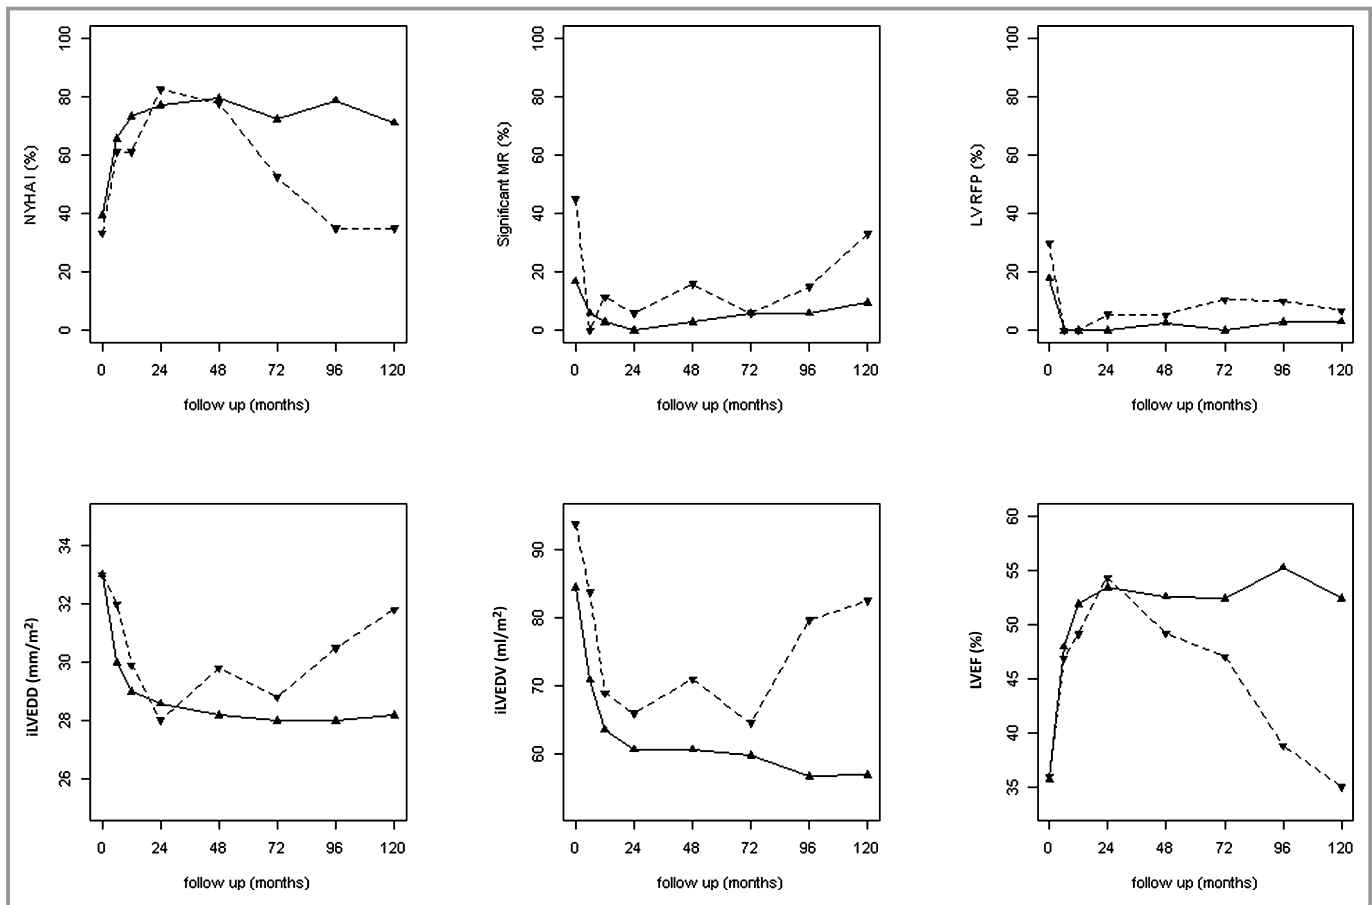 NYHA I (%)
100
80
60
40
20
0
0 24 48 72 96 120
follow up (months)
Significant MR (%)
100
80
60
40
20
0
0 24 48 72 96 120
follow up (months)
LVRFP (%)
100
80
60
40
20
0
0 24 48 72 96 120
follow up (months)
iLVEDD (mm/m²)
34
32
30
28
26
0 24 48 72 96 120
follow up (months)
iLVEDV (ml/m²)
90
80
70
60
0 24 48 72 96 120
follow up (months)
LVEF (%)
60
55
50
45
40
35
0 24 48 72 96 120
follow up (months)